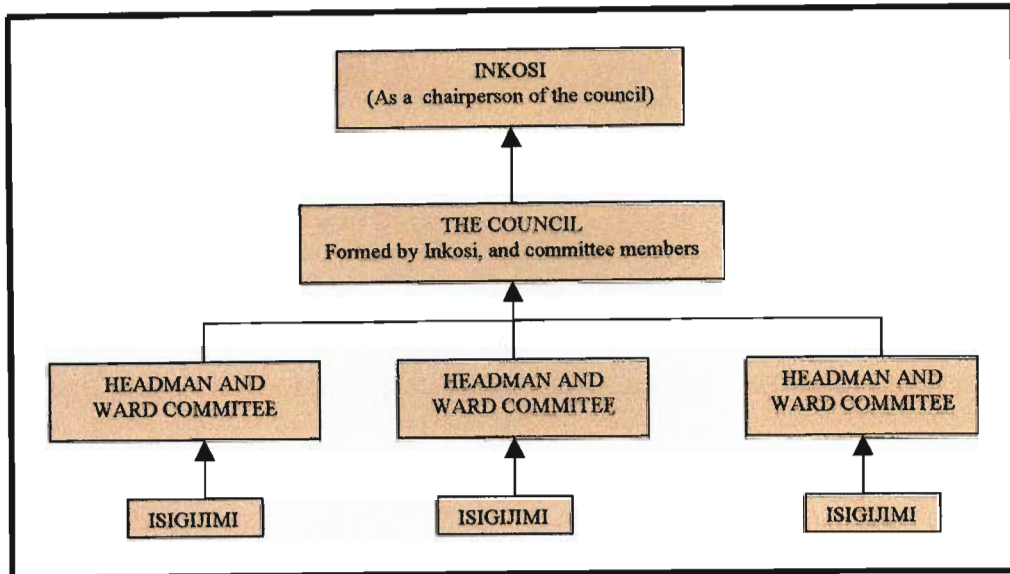 INKOSI
(As a chairperson of the council)
THE COUNCIL
Formed by Inkosi, and committee members
HEADMAN AND
WARD COMMITEE
HEADMAN AND
WARD COMMITEE
HEADMAN AND
WARD COMMITEE
ISIGIJIMI
ISIGIJIMI
ISIGIJIMI